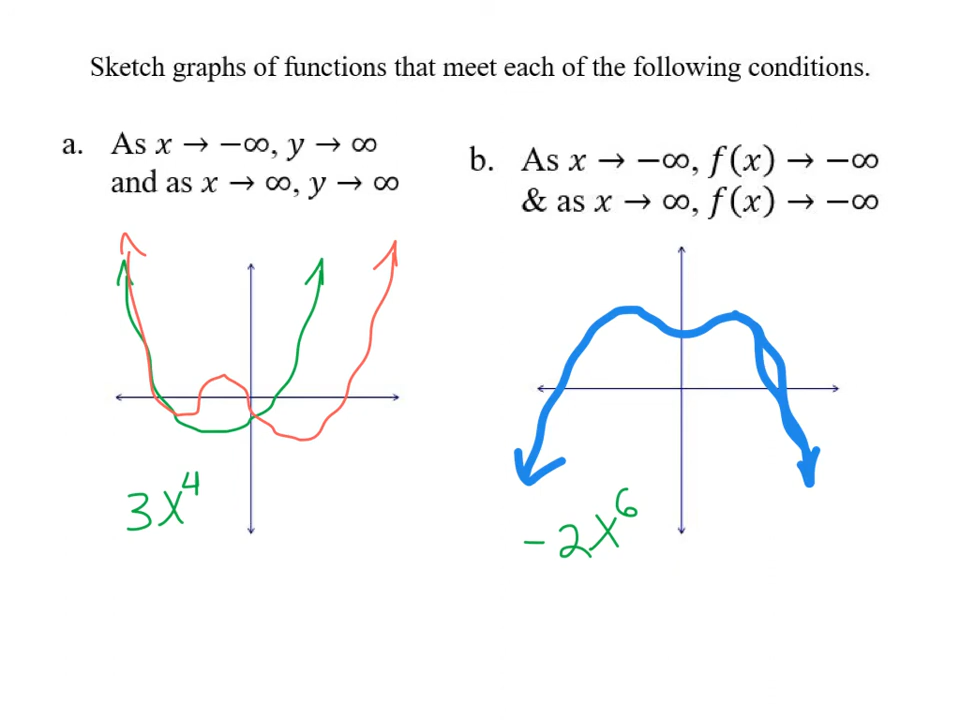 Sketch graphs of functions that meet each of the following conditions.
a. As x → −∞, y → ∞
and as x → ∞, y → ∞
b. As x → −∞, f(x) → −∞
& as x → ∞, f(x) → −∞
3x⁴
−2x⁶